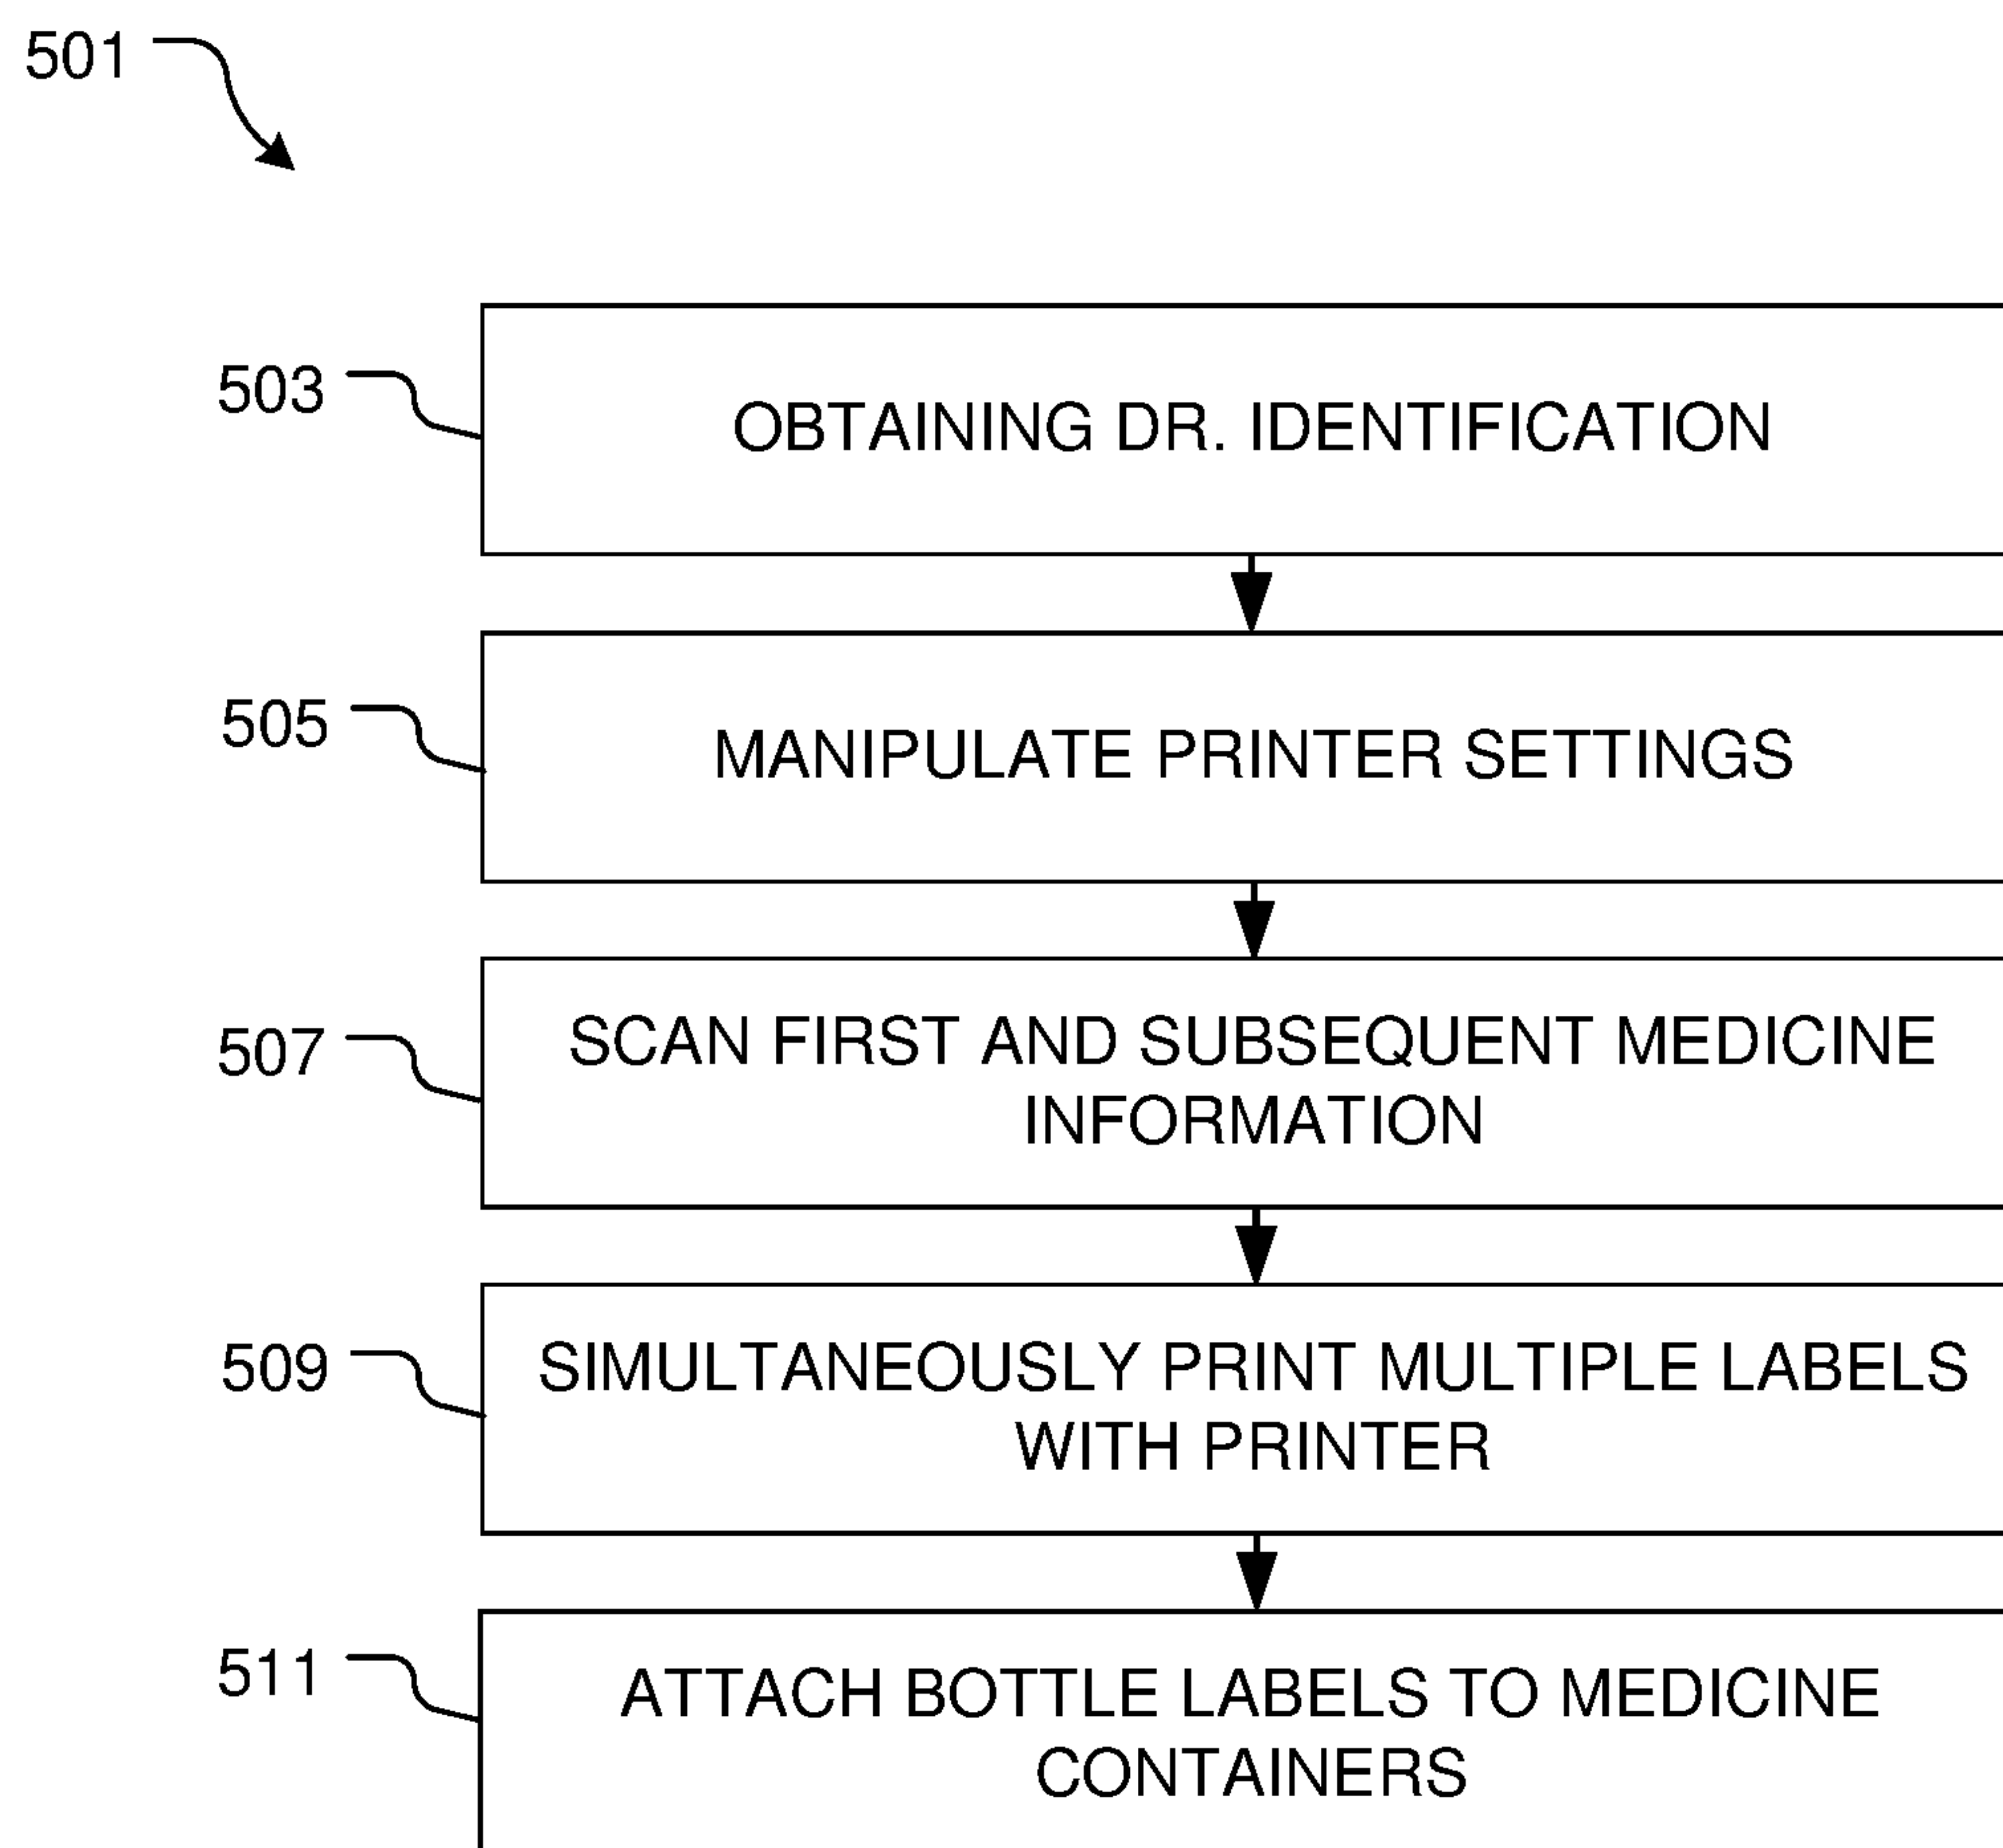 501
503
OBTAINING DR. IDENTIFICATION
505
MANIPULATE PRINTER SETTINGS
507
SCAN FIRST AND SUBSEQUENT MEDICINE
INFORMATION
509
SIMULTANEOUSLY PRINT MULTIPLE LABELS
WITH PRINTER
511
ATTACH BOTTLE LABELS TO MEDICINE
CONTAINERS